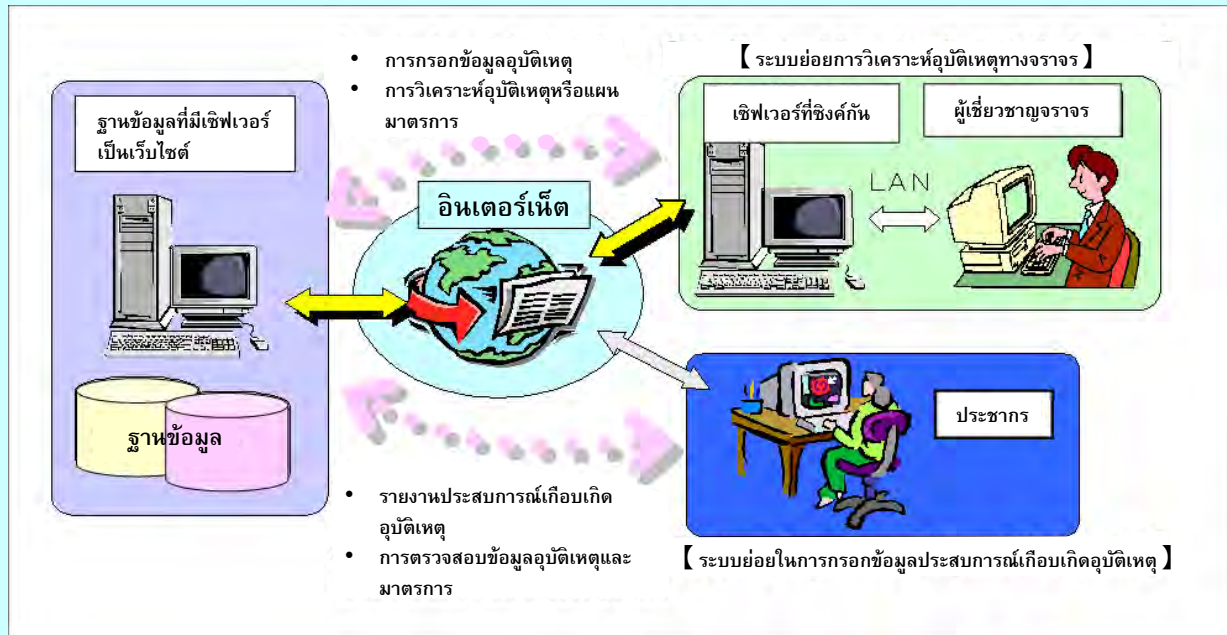 • การกรอกข้อมูลอุบัติเหตุ
• การวิเคราะห์อุบัติเหตุหรือแผน
มาตรการ
【 ระบบย่อยการวิเคราะห์อุบัติเหตุทางจราจร 】
ฐานข้อมูลที่มีเซิฟเวอร์
เป็นเว็บไซต์
เซิฟเวอร์ที่ซิงค์กัน
ผู้เชี่ยวชาญจราจร
LAN
อินเตอร์เน็ต
ประชากร
ฐานข้อมูล
• รายงานประสบการณ์เกือบเกิด
อุบัติเหตุ
• การตรวจสอบข้อมูลอุบัติเหตุและ
มาตรการ
【 ระบบย่อยในการกรอกข้อมูลประสบการณ์เกือบเกิดอุบัติเหตุ 】